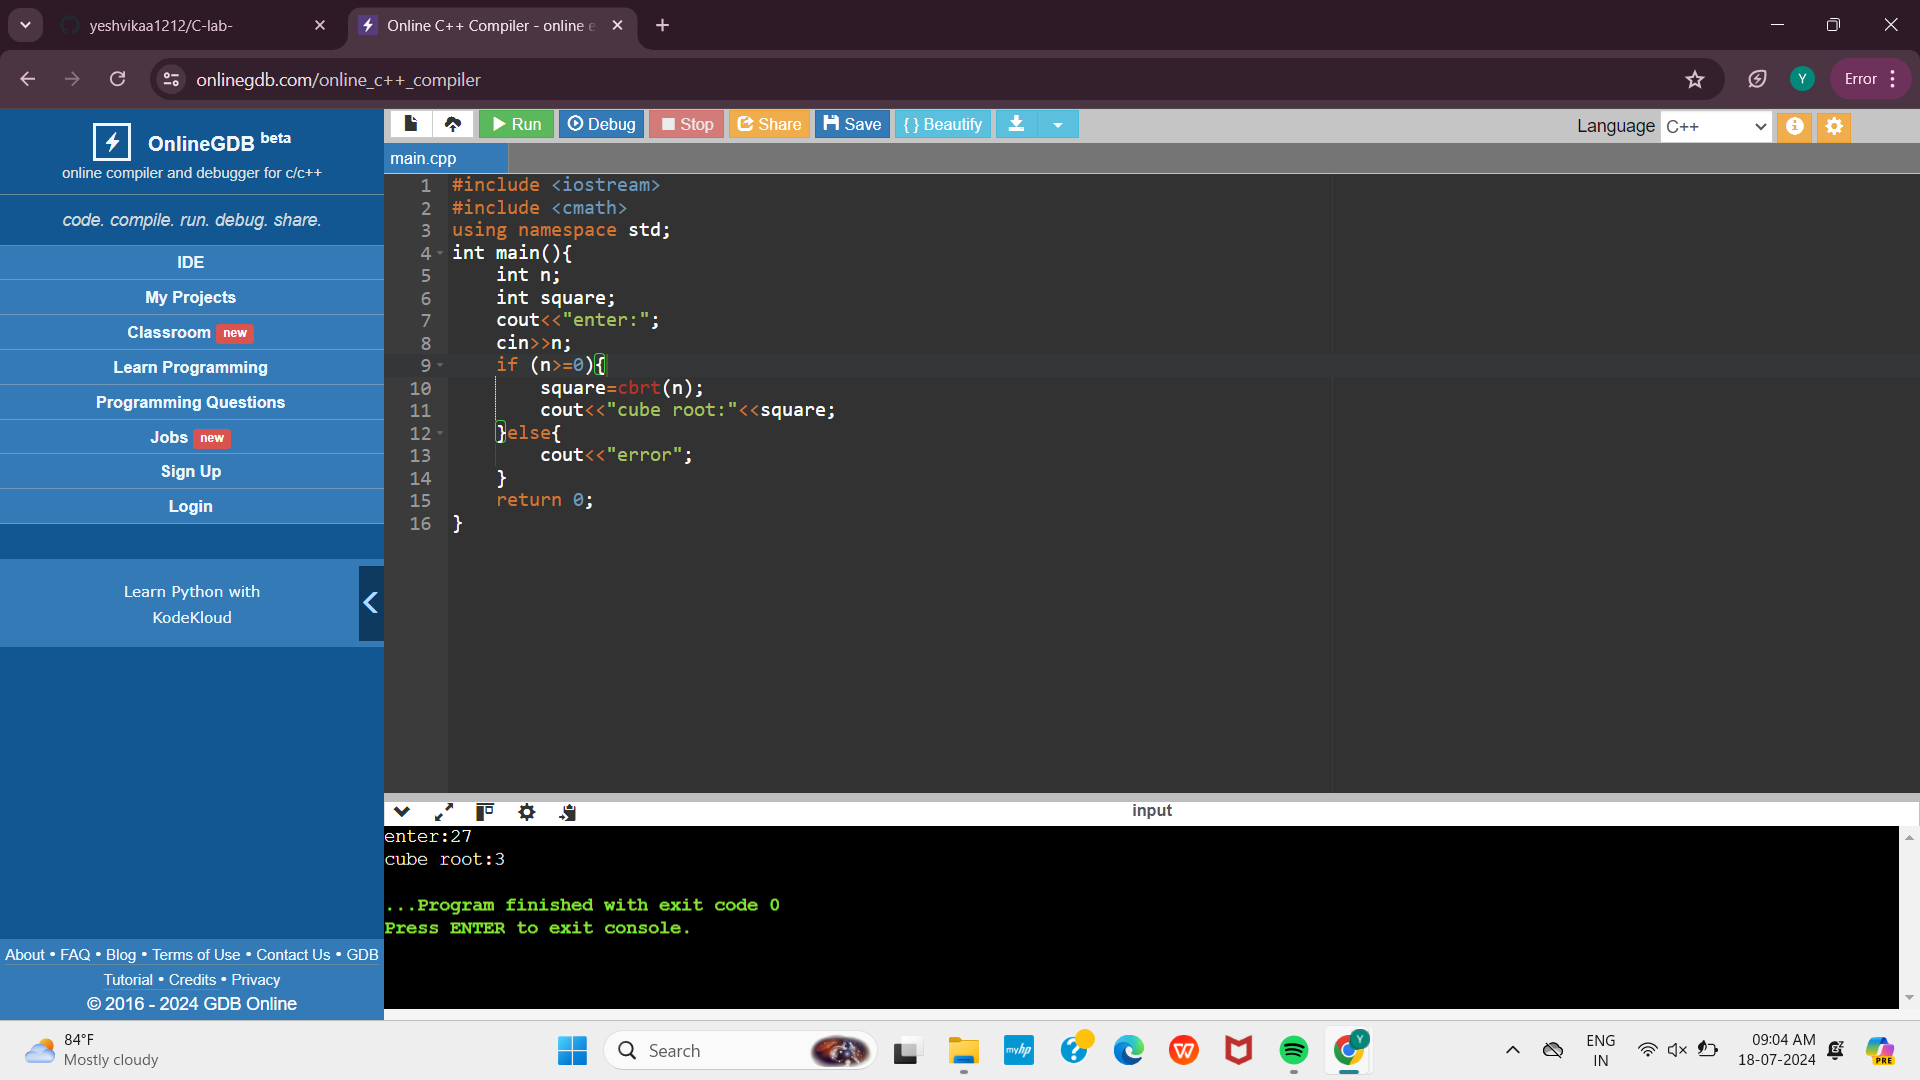 yeshvikaa1212/C-lab-
Online C++ Compiler - online e
onlinegdb.com/online_c++_compiler
Y
Error
OnlineGDB beta
online compiler and debugger for c/c++
code. compile. run. debug. share.
IDE
My Projects
Classroom new
Learn Programming
Programming Questions
Jobs new
Sign Up
Login
Learn Python with
KodeKloud
About • FAQ • Blog • Terms of Use • Contact Us • GDB
Tutorial • Credits • Privacy
© 2016 - 2024 GDB Online
Run Debug Stop Share Save { } Beautify
Language C++
main.cpp
1 #include <iostream>
2 #include <cmath>
3 using namespace std;
4 int main(){
5 int n;
6 int square;
7 cout<<"enter:";
8 cin>>n;
9 if (n>=0){
10 square=cbrt(n);
11 cout<<"cube root:"<<square;
12 }else{
13 cout<<"error";
14 }
15 return 0;
16 }
input
enter:27
cube root:3
...Program finished with exit code 0
Press ENTER to exit console.
84°F
Mostly cloudy
Search
myhp
Y
ENG
IN
09:04 AM
18-07-2024
PRE